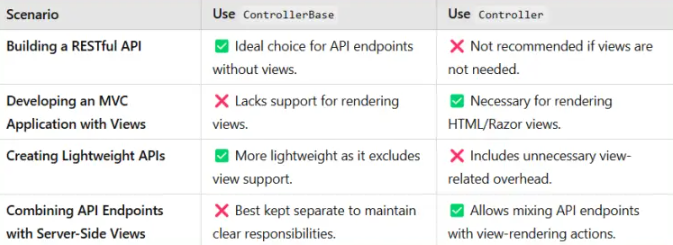 Scenario Use ControllerBase Use Controller
Building a RESTful API ✅ Ideal choice for API endpoints ❌ Not recommended if views are
without views. not needed.
Developing an MVC ❌ Lacks support for rendering ✅ Necessary for rendering
Application with Views views. HTML/Razor views.
Creating Lightweight APIs ✅ More lightweight as it excludes ❌ Includes unnecessary view-
view support. related overhead.
Combining API Endpoints ❌ Best kept separate to maintain ✅ Allows mixing API endpoints
with Server-Side Views clear responsibilities. with view-rendering actions.